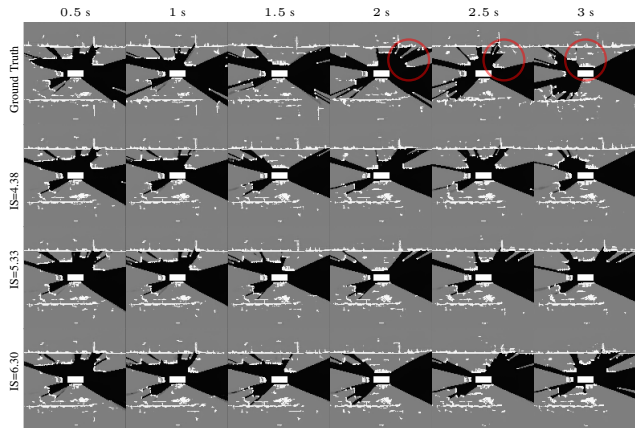 0.5 s 1 s 1.5 s 2 s 2.5 s 3 s
Ground Truth
IS=4.38
IS=5.33
IS=6.30